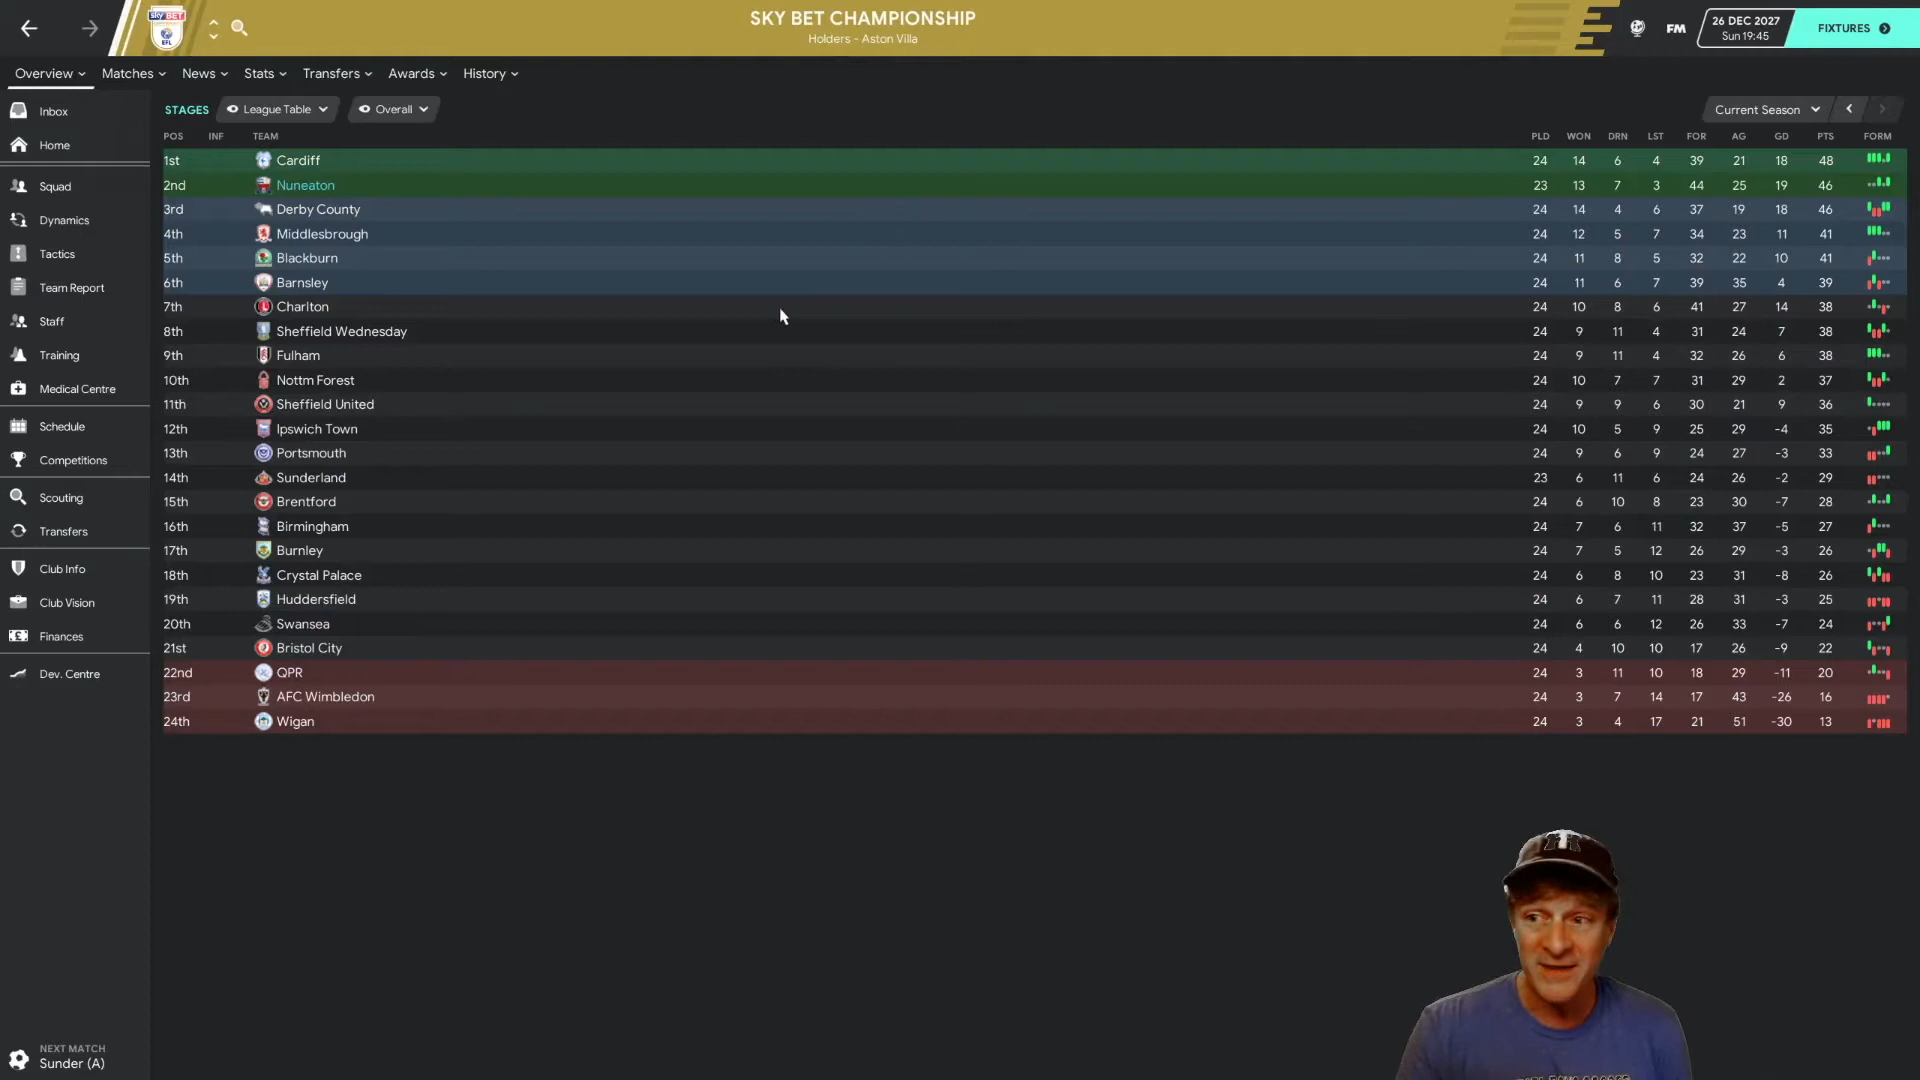 SKY BET CHAMPIONSHIP
Holders - Aston Villa
sky BET
EFL
FM
26 DEC 2027
Sun 19:45
FIXTURES
Overview Matches News Stats Transfers Awards History
Inbox
Home
Squad
Dynamics
Tactics
Team Report
Staff
Training
Medical Centre
Schedule
Competitions
Scouting
Transfers
Club Info
Club Vision
Finances
Dev. Centre
NEXT MATCH
Sunder (A)
STAGES League Table Overall Current Season
POS INF TEAM PLD WON DRN LST FOR AG GD PTS FORM
1st Cardiff 24 14 6 4 39 21 18 48
2nd Nuneaton 23 13 7 3 44 25 19 46
3rd Derby County 24 14 4 6 37 19 18 46
4th Middlesbrough 24 12 5 7 34 23 11 41
5th Blackburn 24 11 8 5 32 22 10 41
6th Barnsley 24 11 6 7 39 35 4 39
7th Charlton 24 10 8 6 41 27 14 38
8th Sheffield Wednesday 24 9 11 4 31 24 7 38
9th Fulham 24 9 11 4 32 26 6 38
10th Nottm Forest 24 10 7 7 31 29 2 37
11th Sheffield United 24 9 9 6 30 21 9 36
12th Ipswich Town 24 10 5 9 25 29 -4 35
13th Portsmouth 24 9 6 9 24 27 -3 33
14th Sunderland 23 6 11 6 24 26 -2 29
15th Brentford 24 6 10 8 23 30 -7 28
16th Birmingham 24 7 6 11 32 37 -5 27
17th Burnley 24 7 5 12 26 29 -3 26
18th Crystal Palace 24 6 8 10 23 31 -8 26
19th Huddersfield 24 6 7 11 28 31 -3 25
20th Swansea 24 6 6 12 26 33 -7 24
21st Bristol City 24 4 10 10 17 26 -9 22
22nd QPR 24 3 11 10 18 29 -11 20
23rd AFC Wimbledon 24 3 7 14 17 43 -26 16
24th Wigan 24 3 4 17 21 51 -30 13